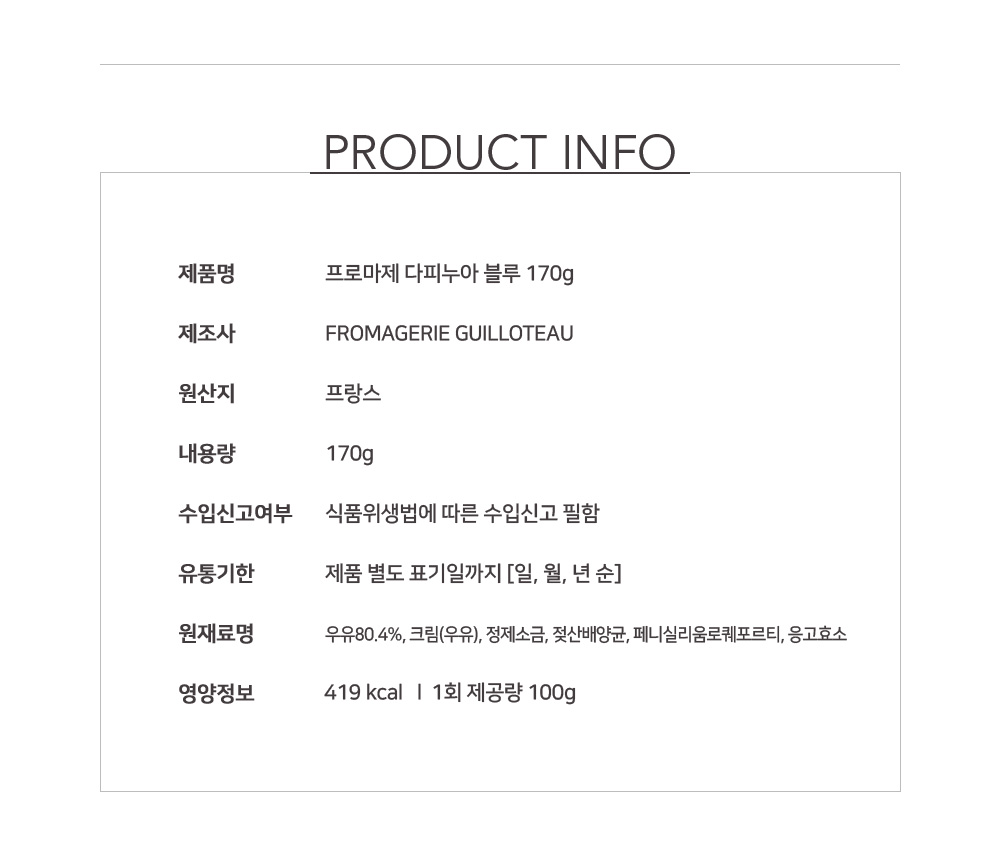 PRODUCT INFO
제품명 프로마제 다피누아 블루 170g
제조사 FROMAGERIE GUILLOTEAU
원산지 프랑스
내용량 170g
수입신고여부 식품위생법에 따른 수입신고 필함
유통기한 제품 별도 표기일까지 [일, 월, 년 순]
원재료명 우유80.4%, 크림(우유), 정제소금, 젖산배양균, 페니실리움로퀘포르티, 응고효소
영양정보 419 kcal ㅣ 1회 제공량 100g